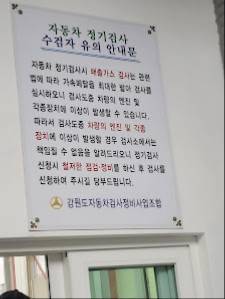 자동차 정기검사
수검자 유의 안내문
자동차 정기검사시 배출가스 검사는 관련
법에 따라 가속페달을 최대한 밟아 검사를
실시하오니 검사도중 차량의 엔진 및
각종장치에 이상이 발생할 수 있습니다.
따라서 검사도중 차량의 엔진 및 각종
장치에 이상이 발생할 경우 검사소에서는
책임질 수 없음을 알려드리오니 정기검사
신청시 철저한 점검·정비를 하신 후 검사를
신청하여 주시길 당부드립니다.
강원도자동차검사정비사업조합